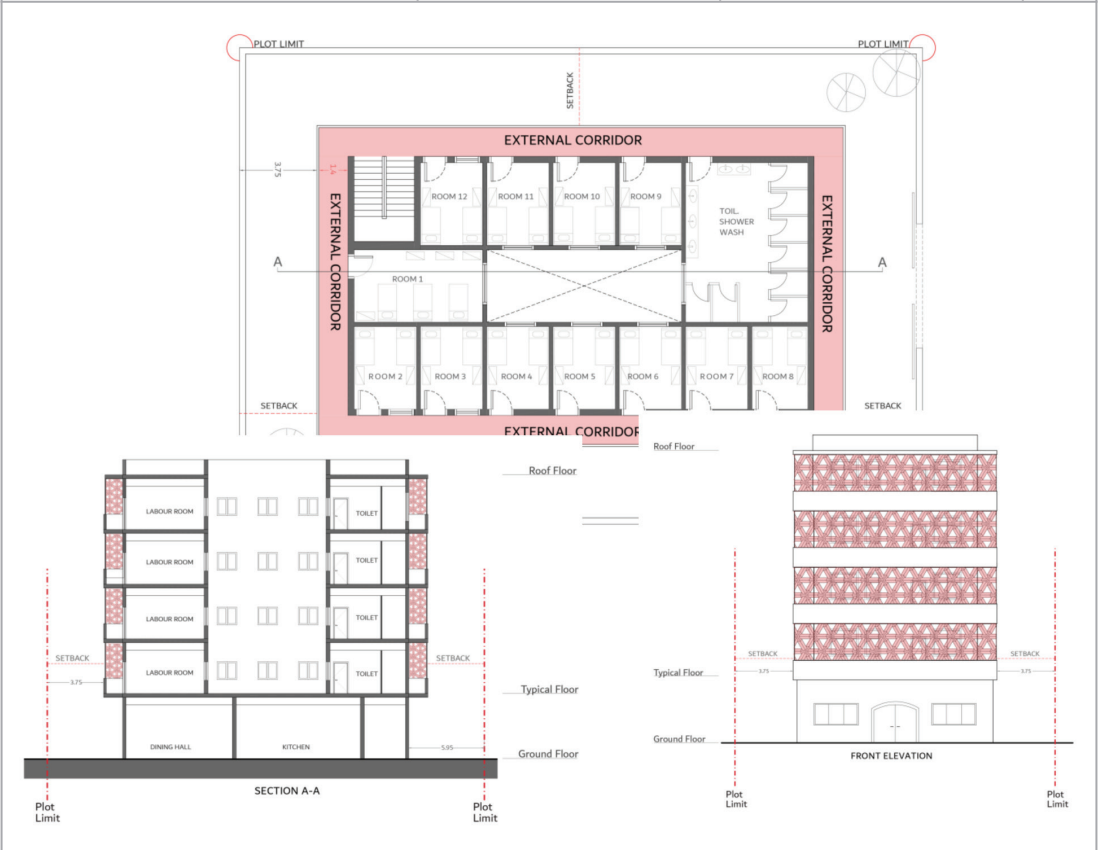 PLOT LIMIT
PLOT LIMIT
SETBACK
EXTERNAL CORRIDOR
3.75
1.4
ROOM 12
ROOM 11
ROOM 10
ROOM 9
TOIL.
SHOWER
WASH
EXTERNAL CORRIDOR
EXTERNAL CORRIDOR
A
A
ROOM 1
ROOM 2
ROOM 3
ROOM 4
ROOM 5
ROOM 6
ROOM 7
ROOM 8
SETBACK
SETBACK
EXTERNAL CORRIDOR
Roof Floor
LABOUR ROOM
TOILET
LABOUR ROOM
TOILET
LABOUR ROOM
TOILET
LABOUR ROOM
TOILET
SETBACK
SETBACK
3.75
Typical Floor
DINING HALL
KITCHEN
5.95
Ground Floor
SECTION A-A
Plot
Limit
Plot
Limit
Roof Floor
SETBACK
SETBACK
Typical Floor
3.75
3.75
Ground Floor
FRONT ELEVATION
Plot
Limit
Plot
Limit